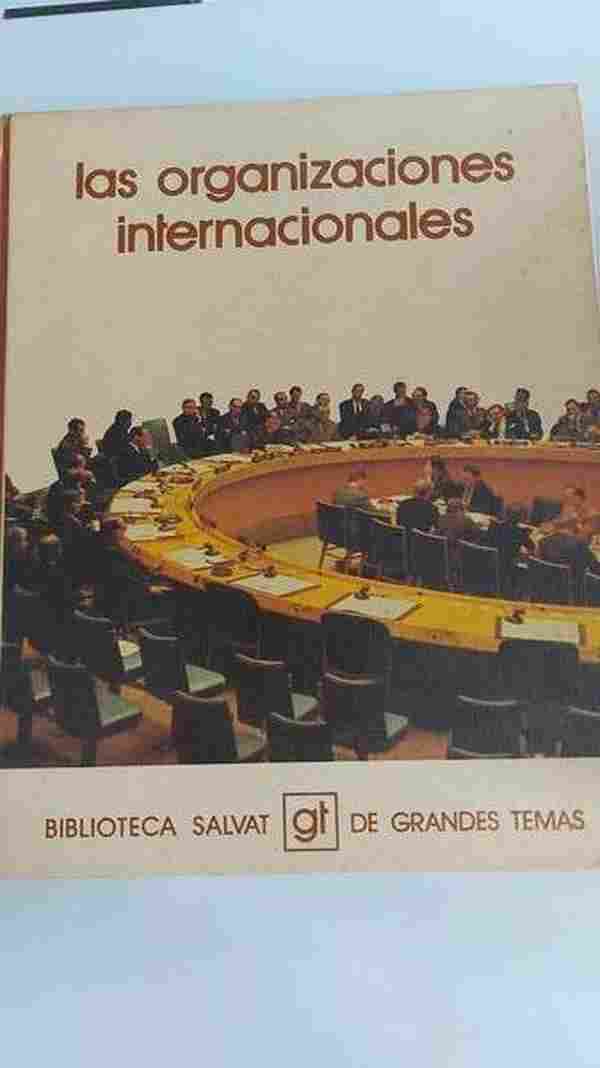 las organizaciones
internacionales
BIBLIOTECA SALVAT gt DE GRANDES TEMAS